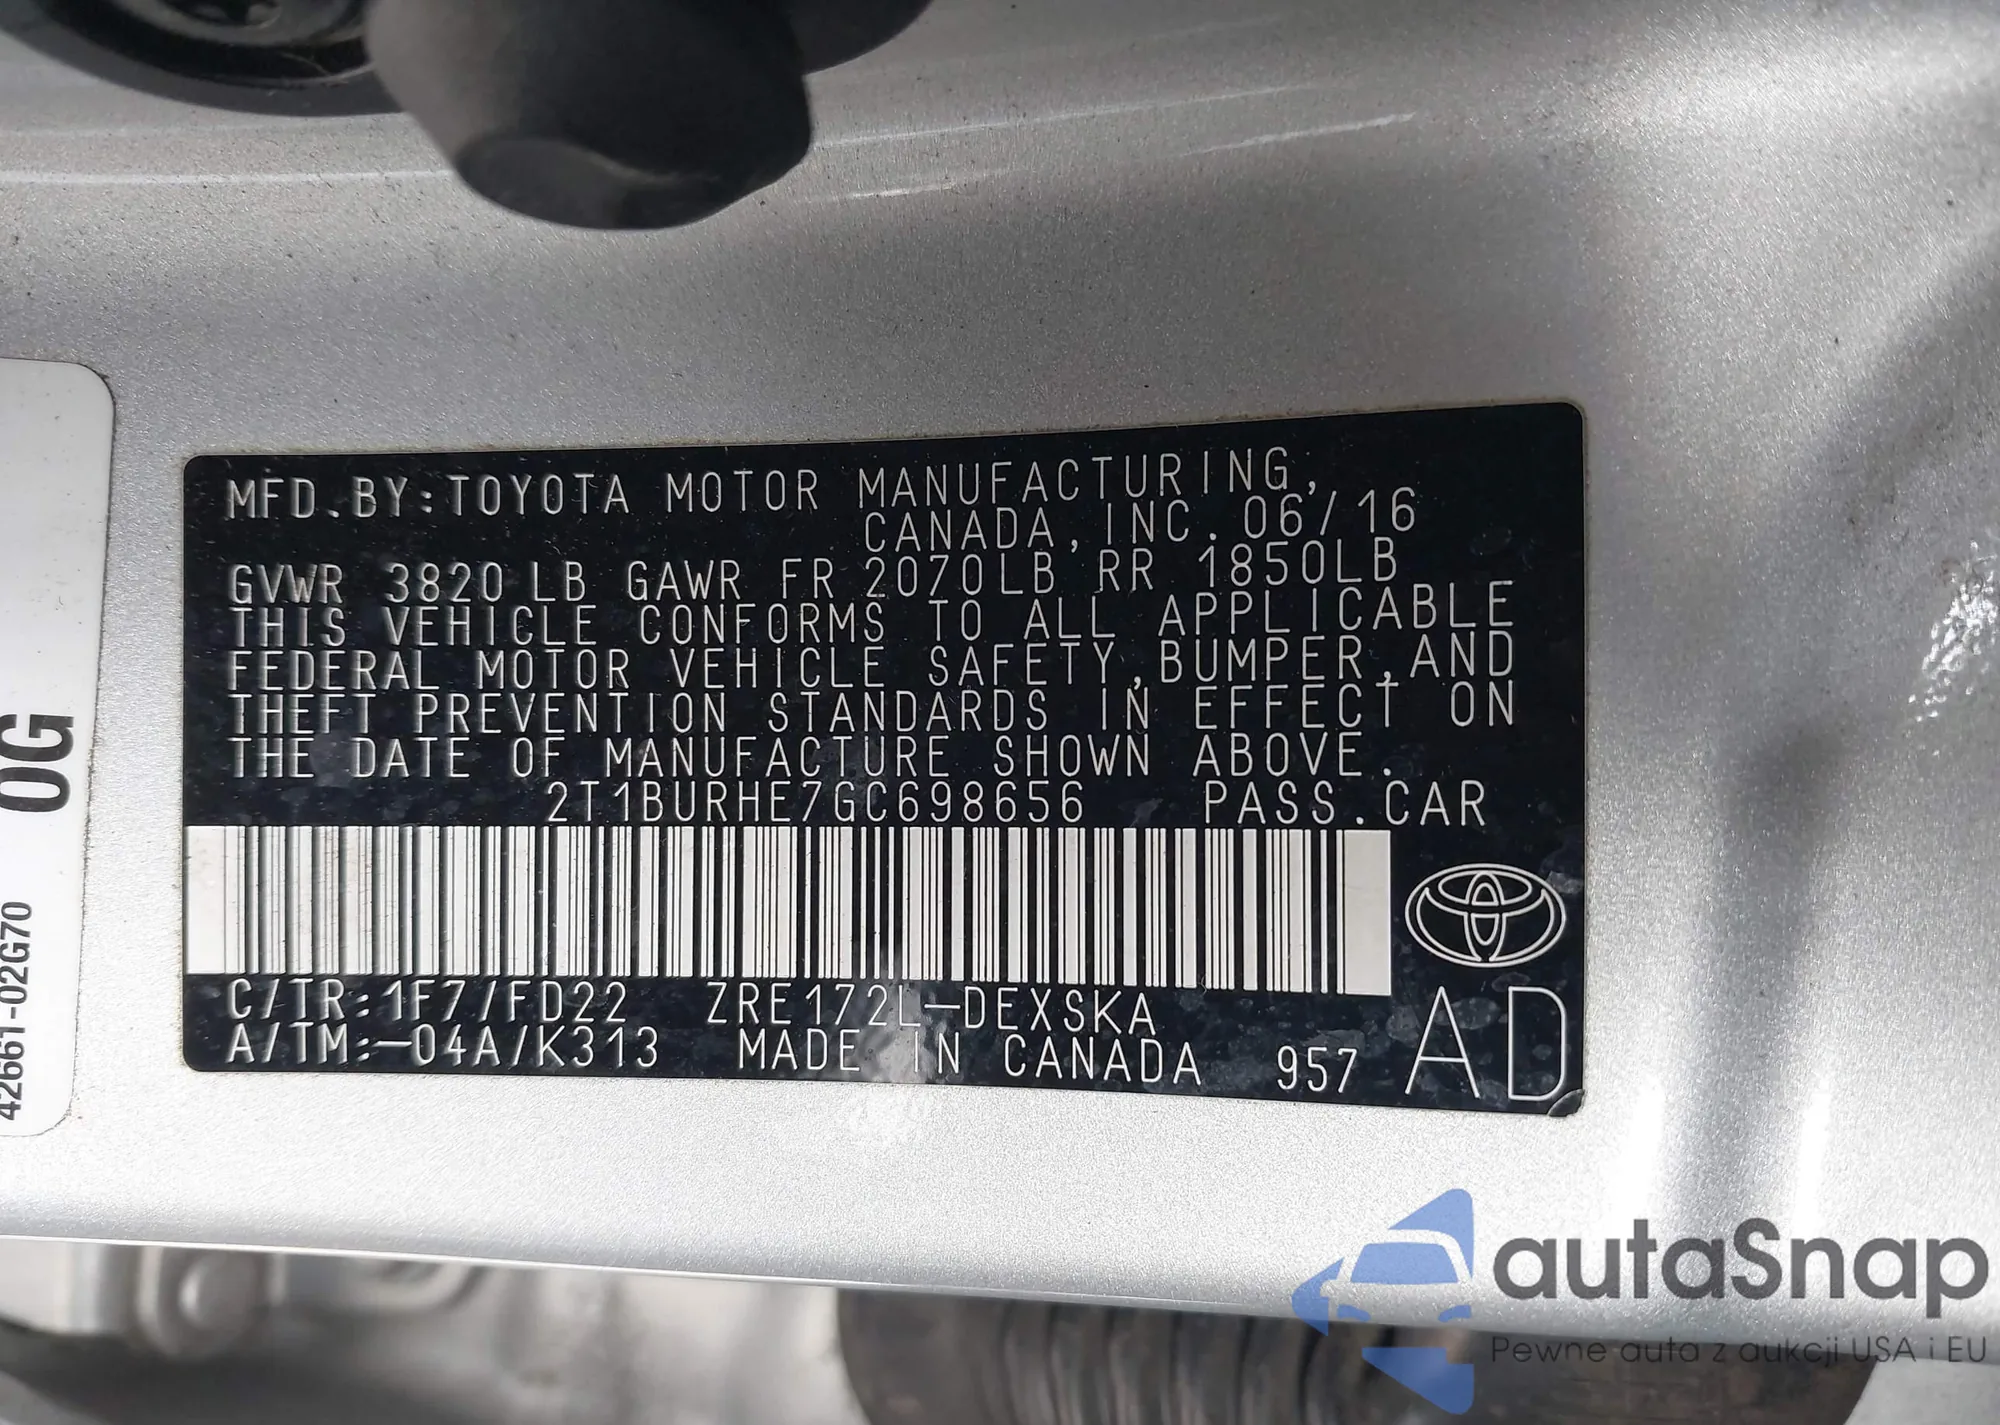 MFD.BY:TOYOTA MOTOR MANUFACTURING,
CANADA,INC. 06/16
GVWR 3820 LB GAWR FR 2070LB RR 1850LB
THIS VEHICLE CONFORMS TO ALL APPLICABLE
FEDERAL MOTOR VEHICLE SAFETY,BUMPER,AND
THEFT PREVENTION STANDARDS IN EFFECT ON
THE DATE OF MANUFACTURE SHOWN ABOVE.
2T1BURHE7GC698656 PASS.CAR
C/TR:1F7/FD22 ZRE172L-DEXSKA
A/TM:-04A/K313 MADE IN CANADA 957 AD
0G
42661-02G70
autaSnap
Pewne auta z aukcji USA i EU